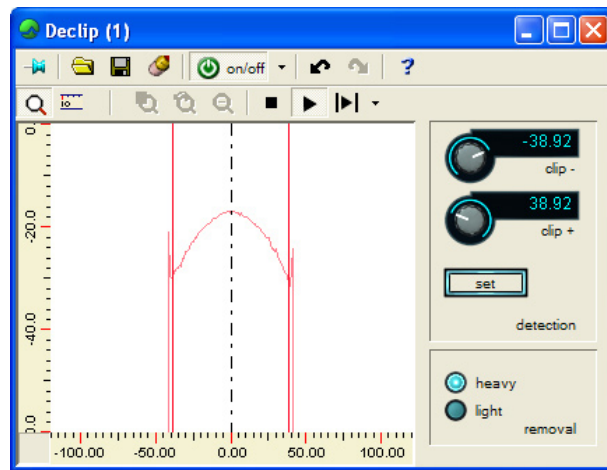 Declip (1)
on/off
?
-38.92
clip -
38.92
clip +
set
detection
heavy
light
removal
0.
-20.0
-40.0
0.0
-100.00
-50.00
0.00
50.00
100.00